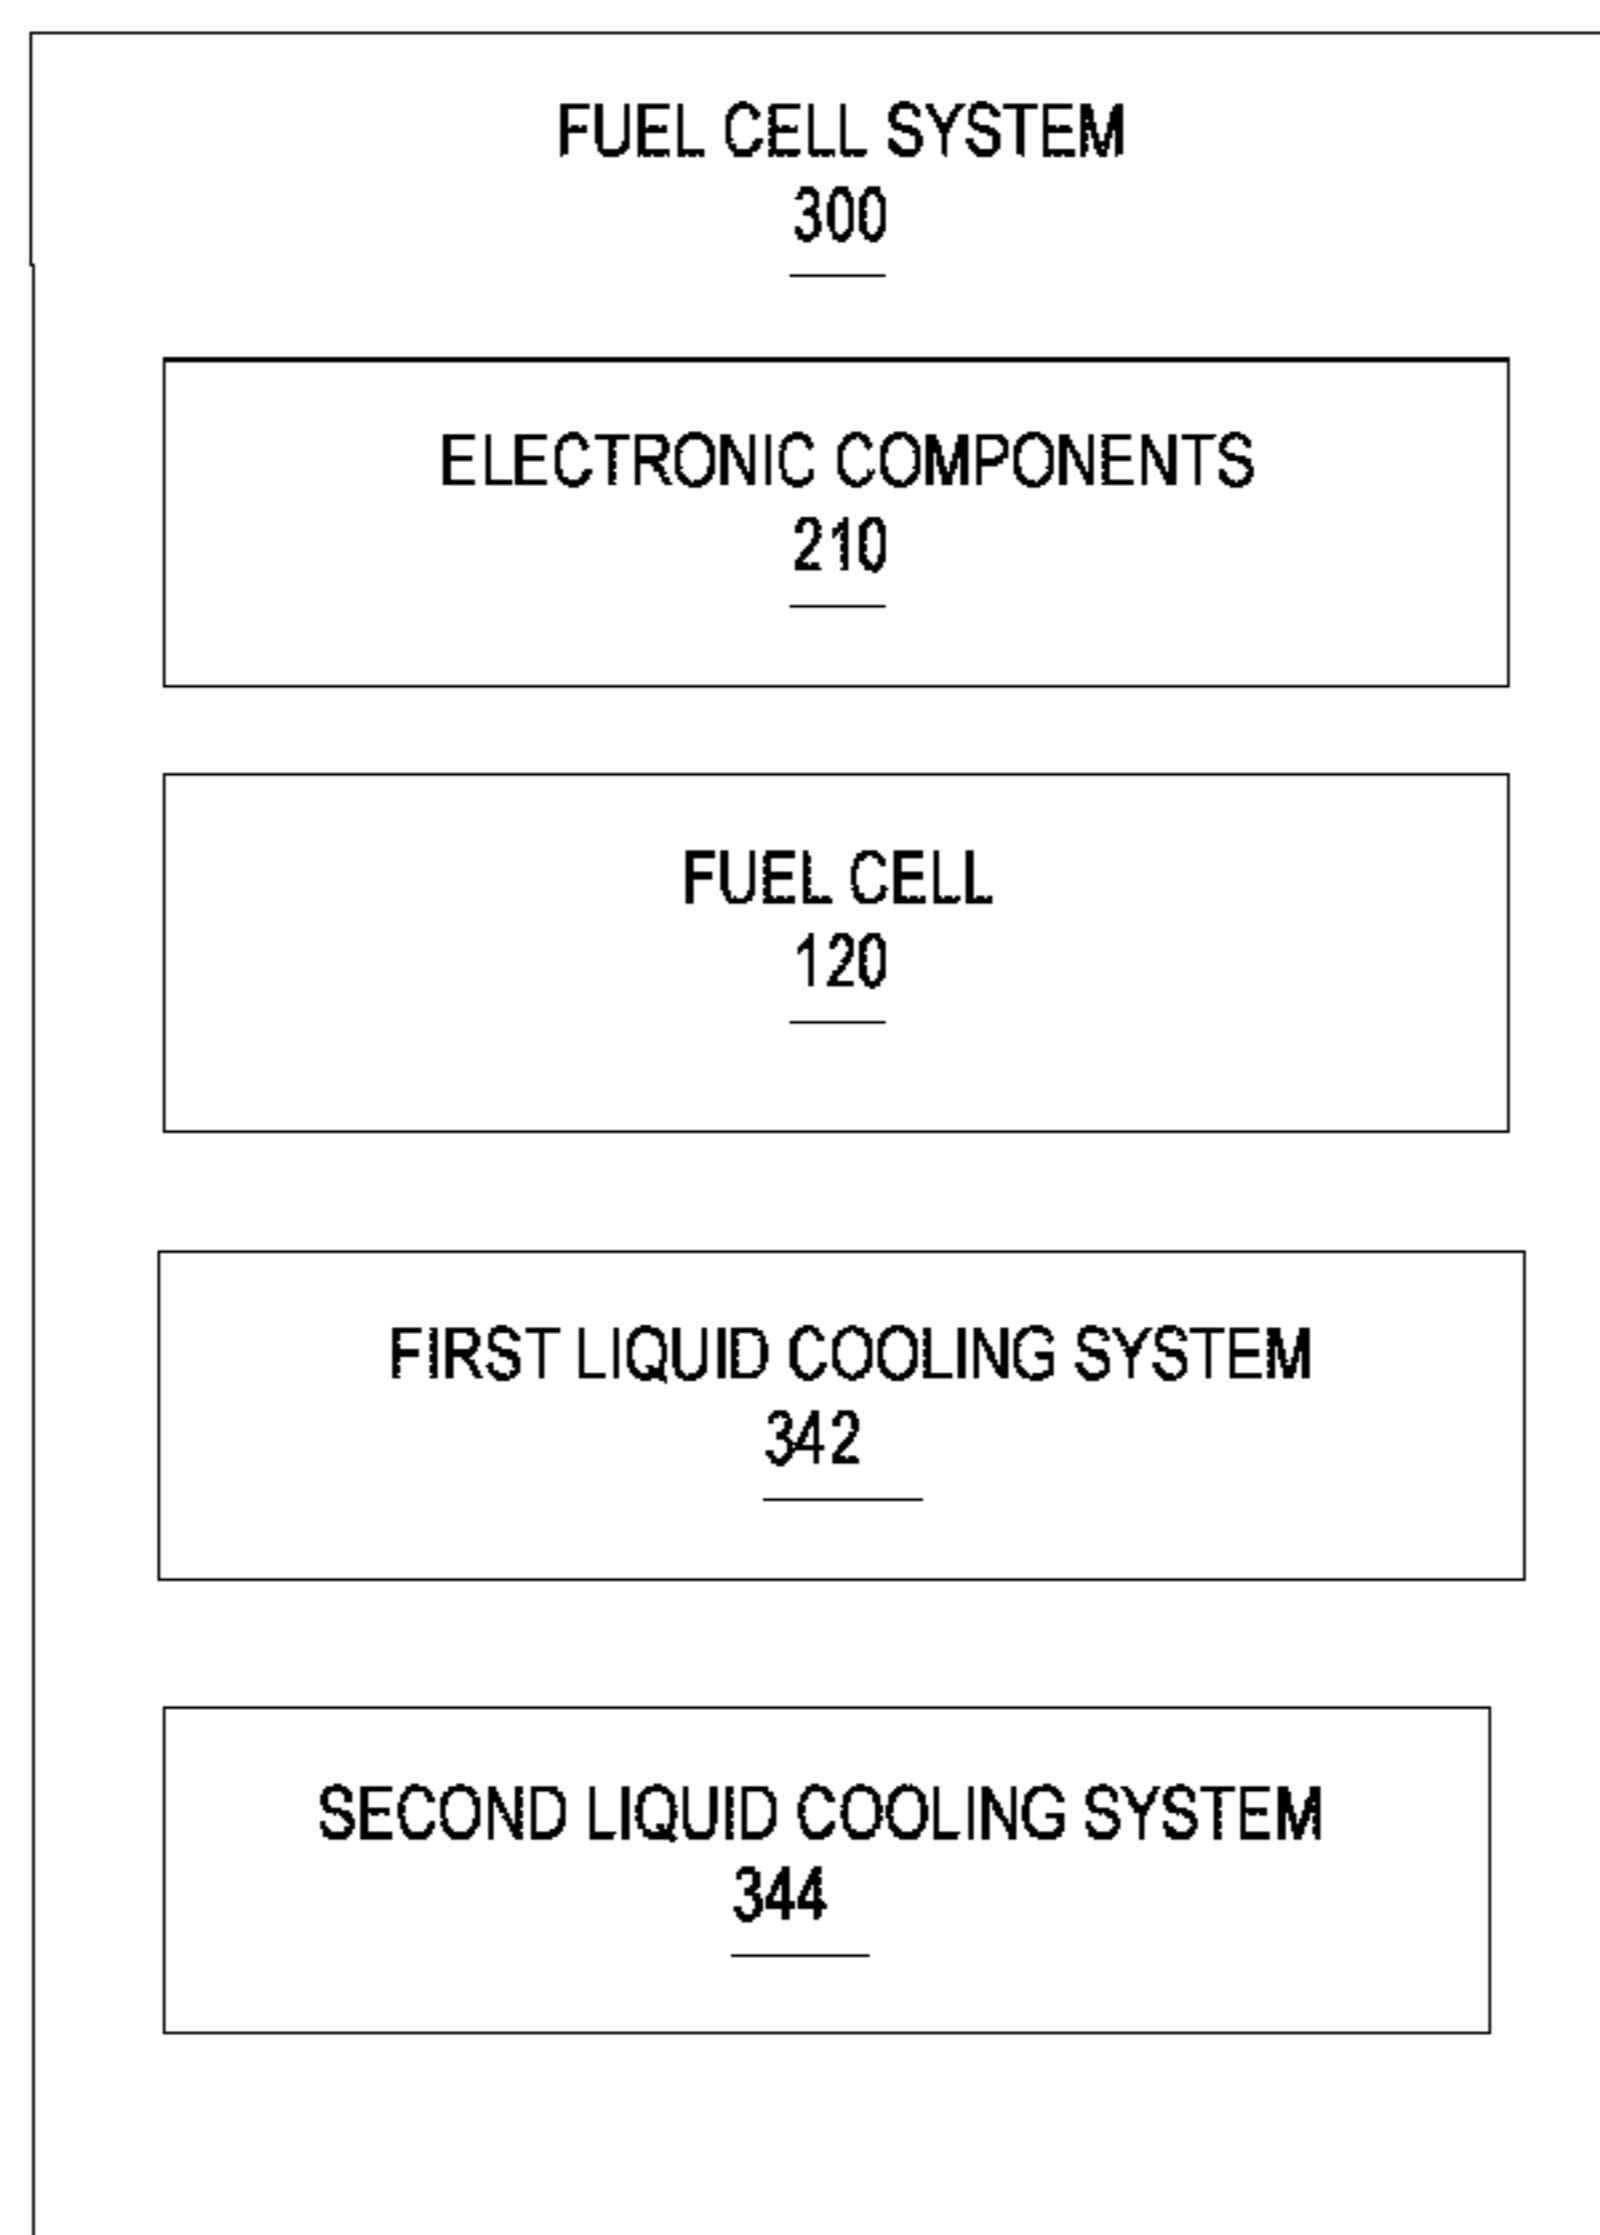 FUEL CELL SYSTEM
300
ELECTRONIC COMPONENTS
210
FUEL CELL
120
FIRST LIQUID COOLING SYSTEM
342
SECOND LIQUID COOLING SYSTEM
344